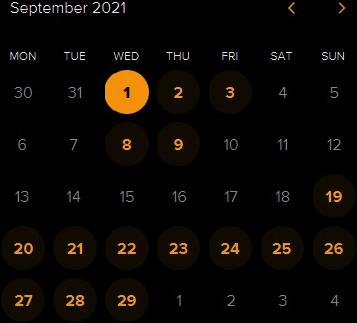 September 2021
MON TUE WED THU FRI SAT SUN
30 31 1 2 3 4 5
6 7 8 9 10 11 12
13 14 15 16 17 18 19
20 21 22 23 24 25 26
27 28 29 1 2 3 4